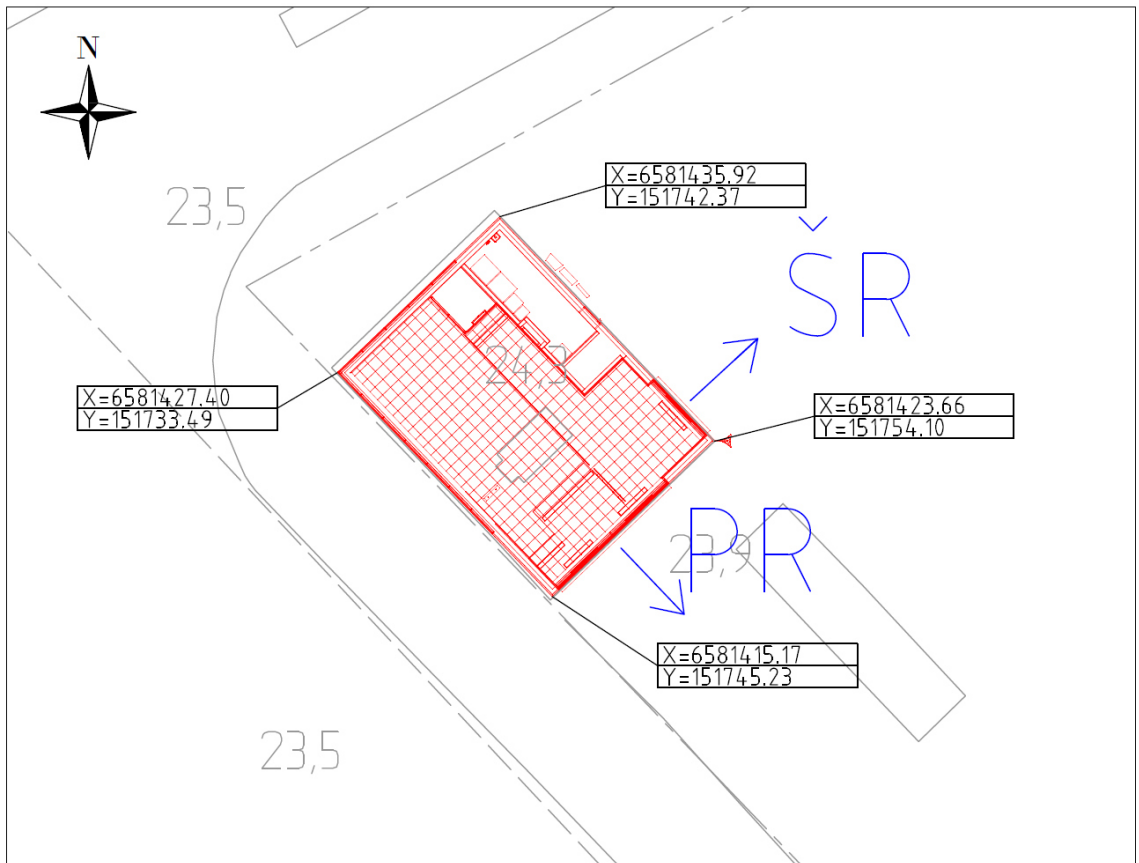 N
X=6581435.92
Y=151742.37
23,5
ŠR
24,3
X=6581427.40
Y=151733.49
X=6581423.66
Y=151754.10
PR
23,9
X=6581415.17
Y=151745.23
23,5